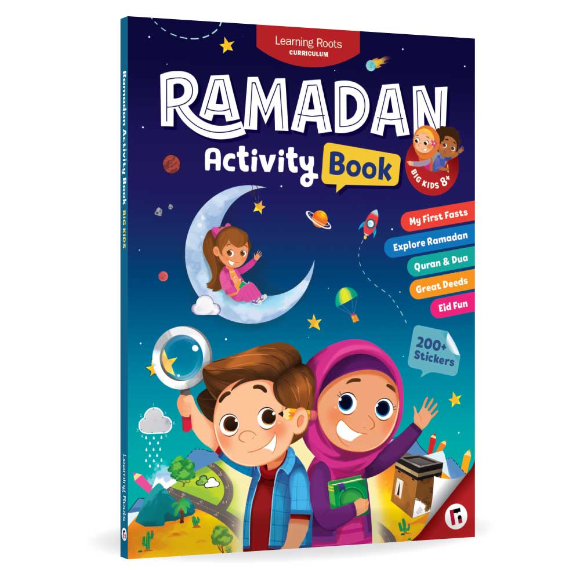 Learning Roots
CURRICULUM
RAMADAN
Activity Book
BIG KIDS 8+
My First Fasts
Explore Ramadan
Quran & Dua
Great Deeds
Eid Fun
200+
Stickers
Ramadan Activity Book BIG KIDS
Learning Roots